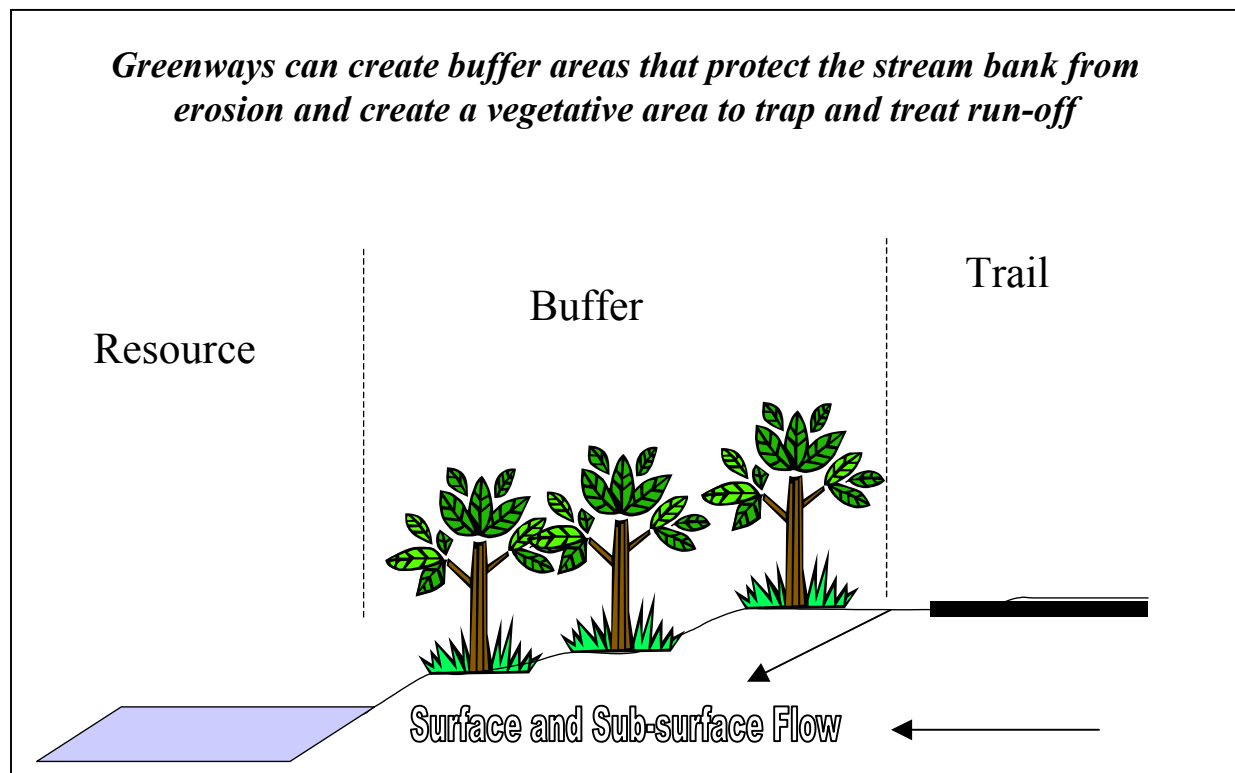 Greenways can create buffer areas that protect the stream bank from
erosion and create a vegetative area to trap and treat run-off
Trail
Buffer
Resource
Surface and Sub-surface Flow